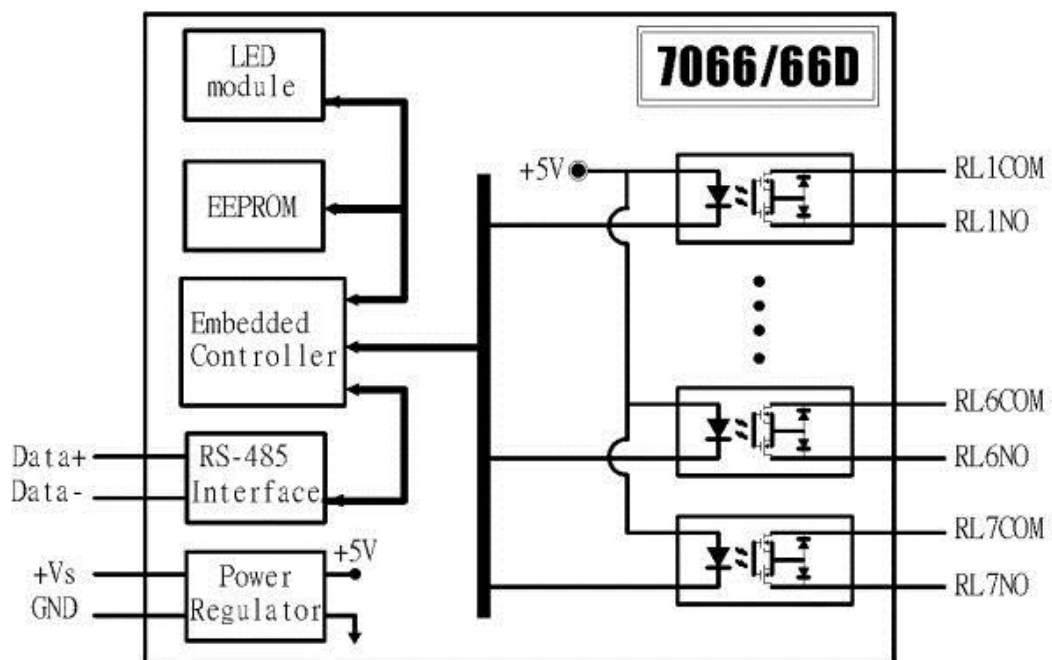 LED
module
7066/66D
+5V
RL1COM
EEPROM
RL1NO
Embedded
Controller
RL6COM
Data+
RS-485
RL6NO
Data-
Interface
RL7COM
+5V
+Vs
Power
RL7NO
GND
Regulator